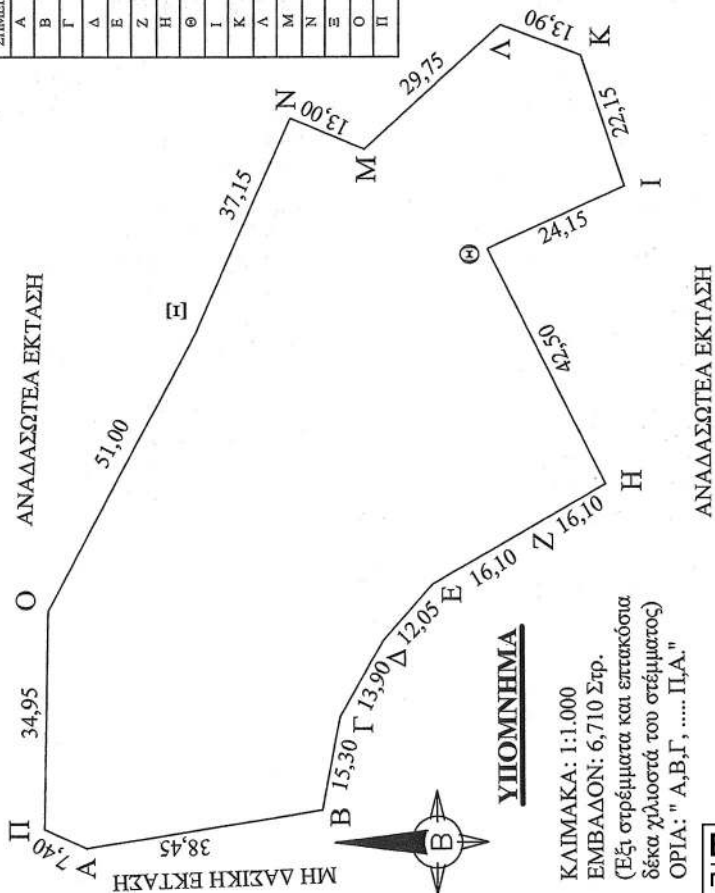 ΣΗΜΕΙ
Α
Β
Γ
Δ
Ε
Ζ
Η
Θ
Ι
Κ
Λ
Μ
Ν
Ξ
Ο
Π
ΑΝΑΔΑΣΩΤΕΑ ΕΚΤΑΣΗ
Π
34,95
Ο
51,00
Ξ
37,15
Ν
13,00
Μ
29,75
Λ
13,90
Κ
22,15
Ι
24,15
Θ
42,50
Η
16,10
Ζ
16,10
Ε
12,05
Δ
13,90
Γ
15,30
Β
38,45
Α
7,40
ΜΗ ΔΑΣΙΚΗ ΕΚΤΑΣΗ
Β
ΑΝΑΔΑΣΩΤΕΑ ΕΚΤΑΣΗ
ΥΠΟΜΝΗΜΑ
ΚΛΙΜΑΚΑ: 1:1.000
ΕΜΒΑΔΟΝ: 6,710 Στρ.
(Έξι στρέμματα και επτακόσια
δέκα χιλιοστά του στέμματος)
ΟΡΙΑ: " Α,Β,Γ, ..... Π,Α."